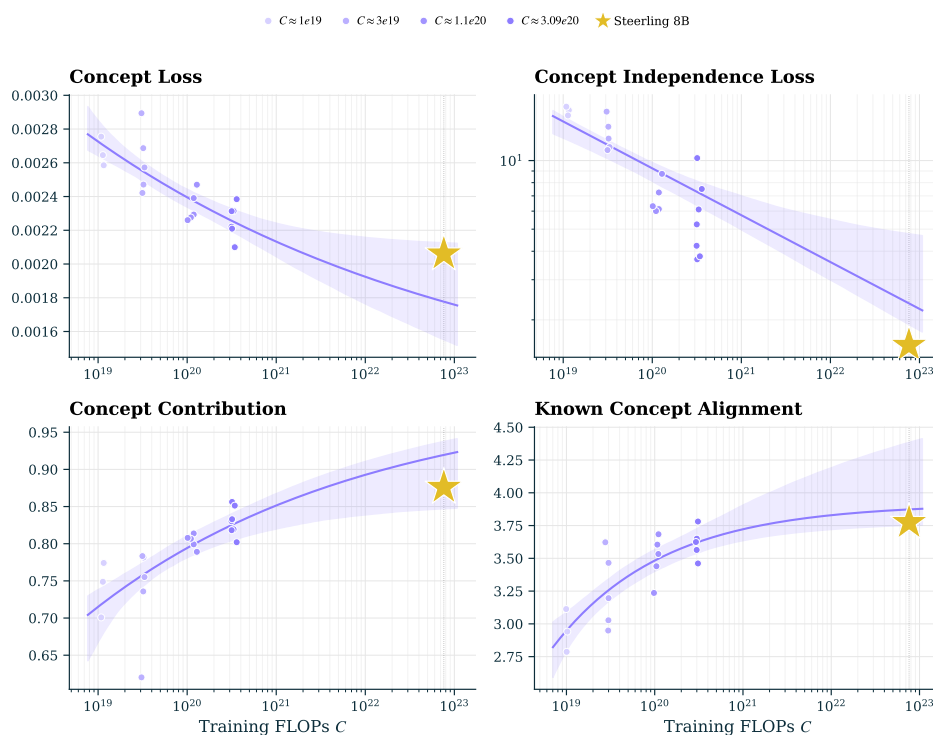 C ≈ 1e19 C ≈ 3e19 C ≈ 1.1e20 C ≈ 3.09e20 Steerling 8B
Concept Loss
0.0030
0.0028
0.0026
0.0024
0.0022
0.0020
0.0018
0.0016
10¹⁹ 10²⁰ 10²¹ 10²² 10²³
Concept Independence Loss
10¹
10¹⁹ 10²⁰ 10²¹ 10²² 10²³
Concept Contribution
0.95
0.90
0.85
0.80
0.75
0.70
0.65
10¹⁹ 10²⁰ 10²¹ 10²² 10²³
Training FLOPs C
Known Concept Alignment
4.50
4.25
4.00
3.75
3.50
3.25
3.00
2.75
10¹⁹ 10²⁰ 10²¹ 10²² 10²³
Training FLOPs C